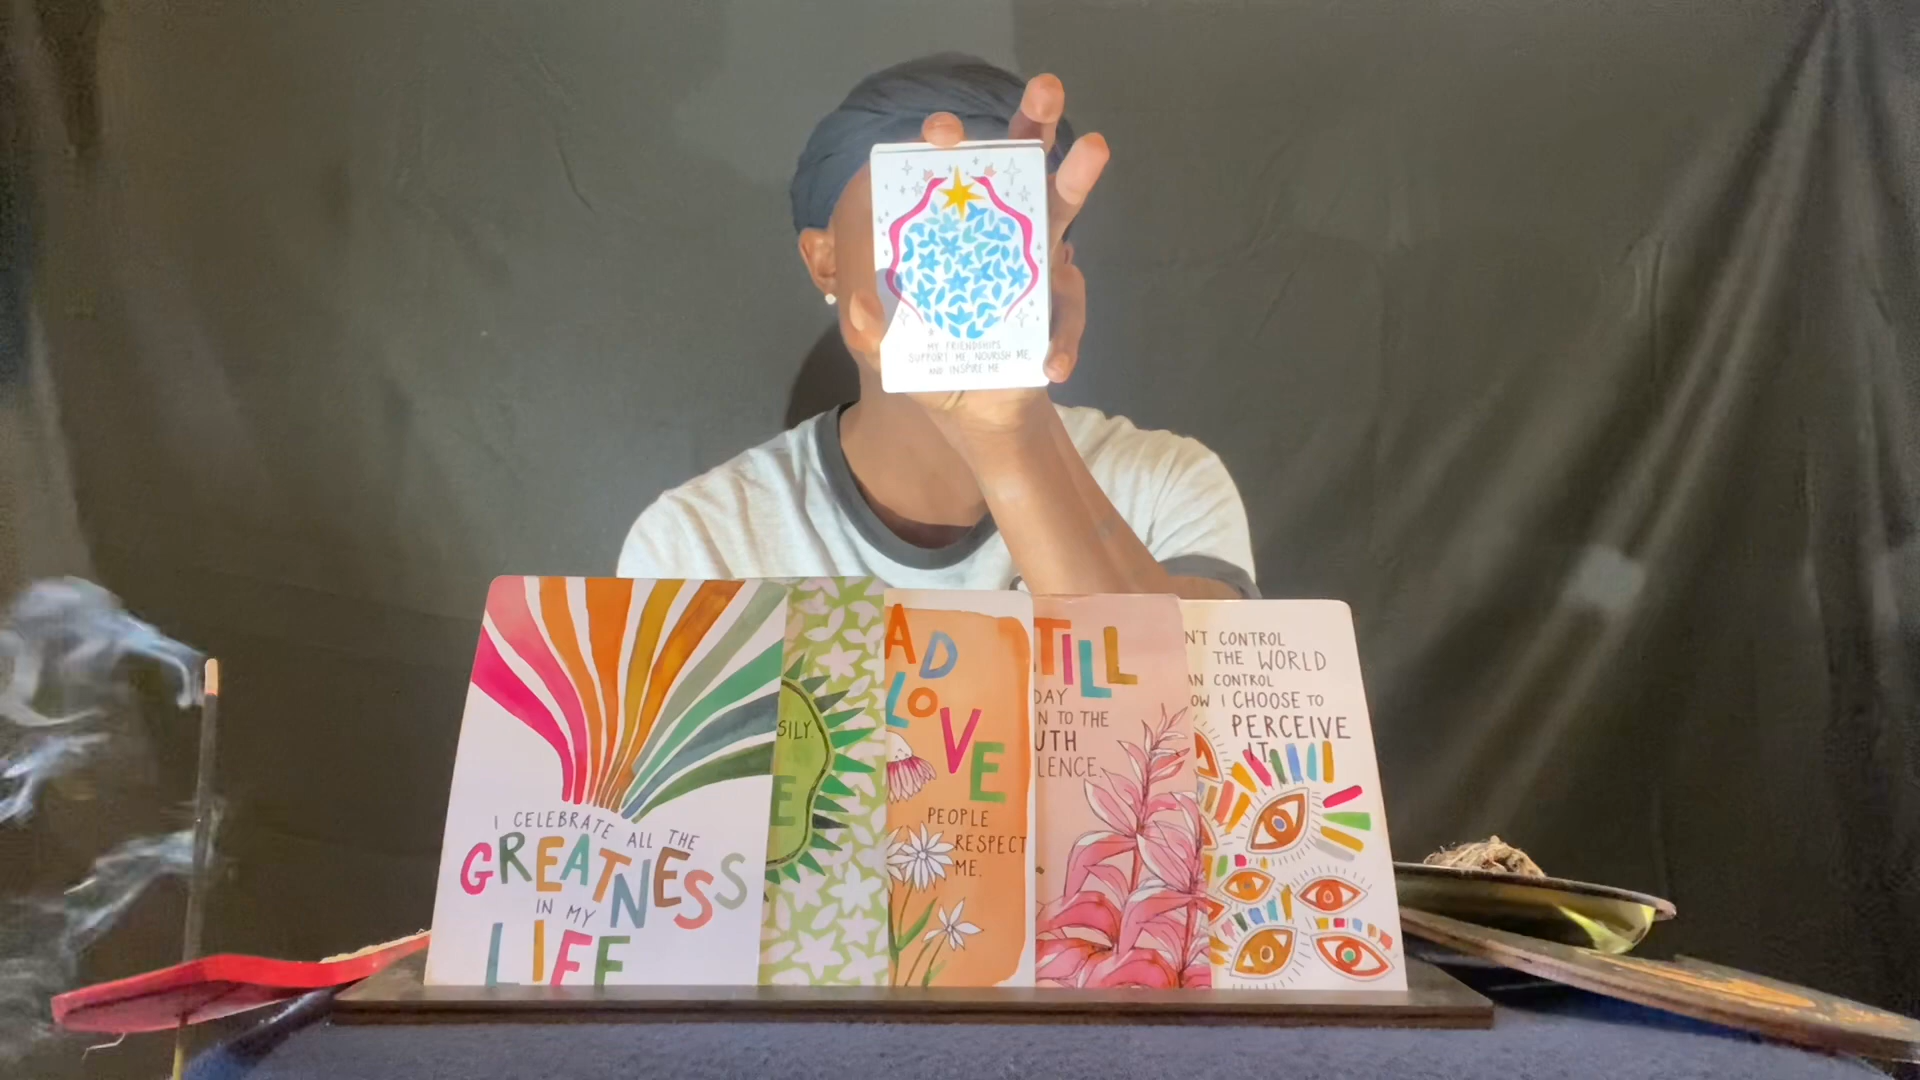 MY FRIENDSHIPS
SUPPORT ME, NOURISH ME,
AND INSPIRE ME
I CELEBRATE ALL THE
GREATNESS
IN MY
LIFE
SILY.
E
AD
LOVE
PEOPLE
RESPECT
ME.
TILL
DAY
N TO THE
UTH
LENCE.
N'T CONTROL
THE WORLD
AN CONTROL
OW I CHOOSE TO
PERCEIVE
IT.